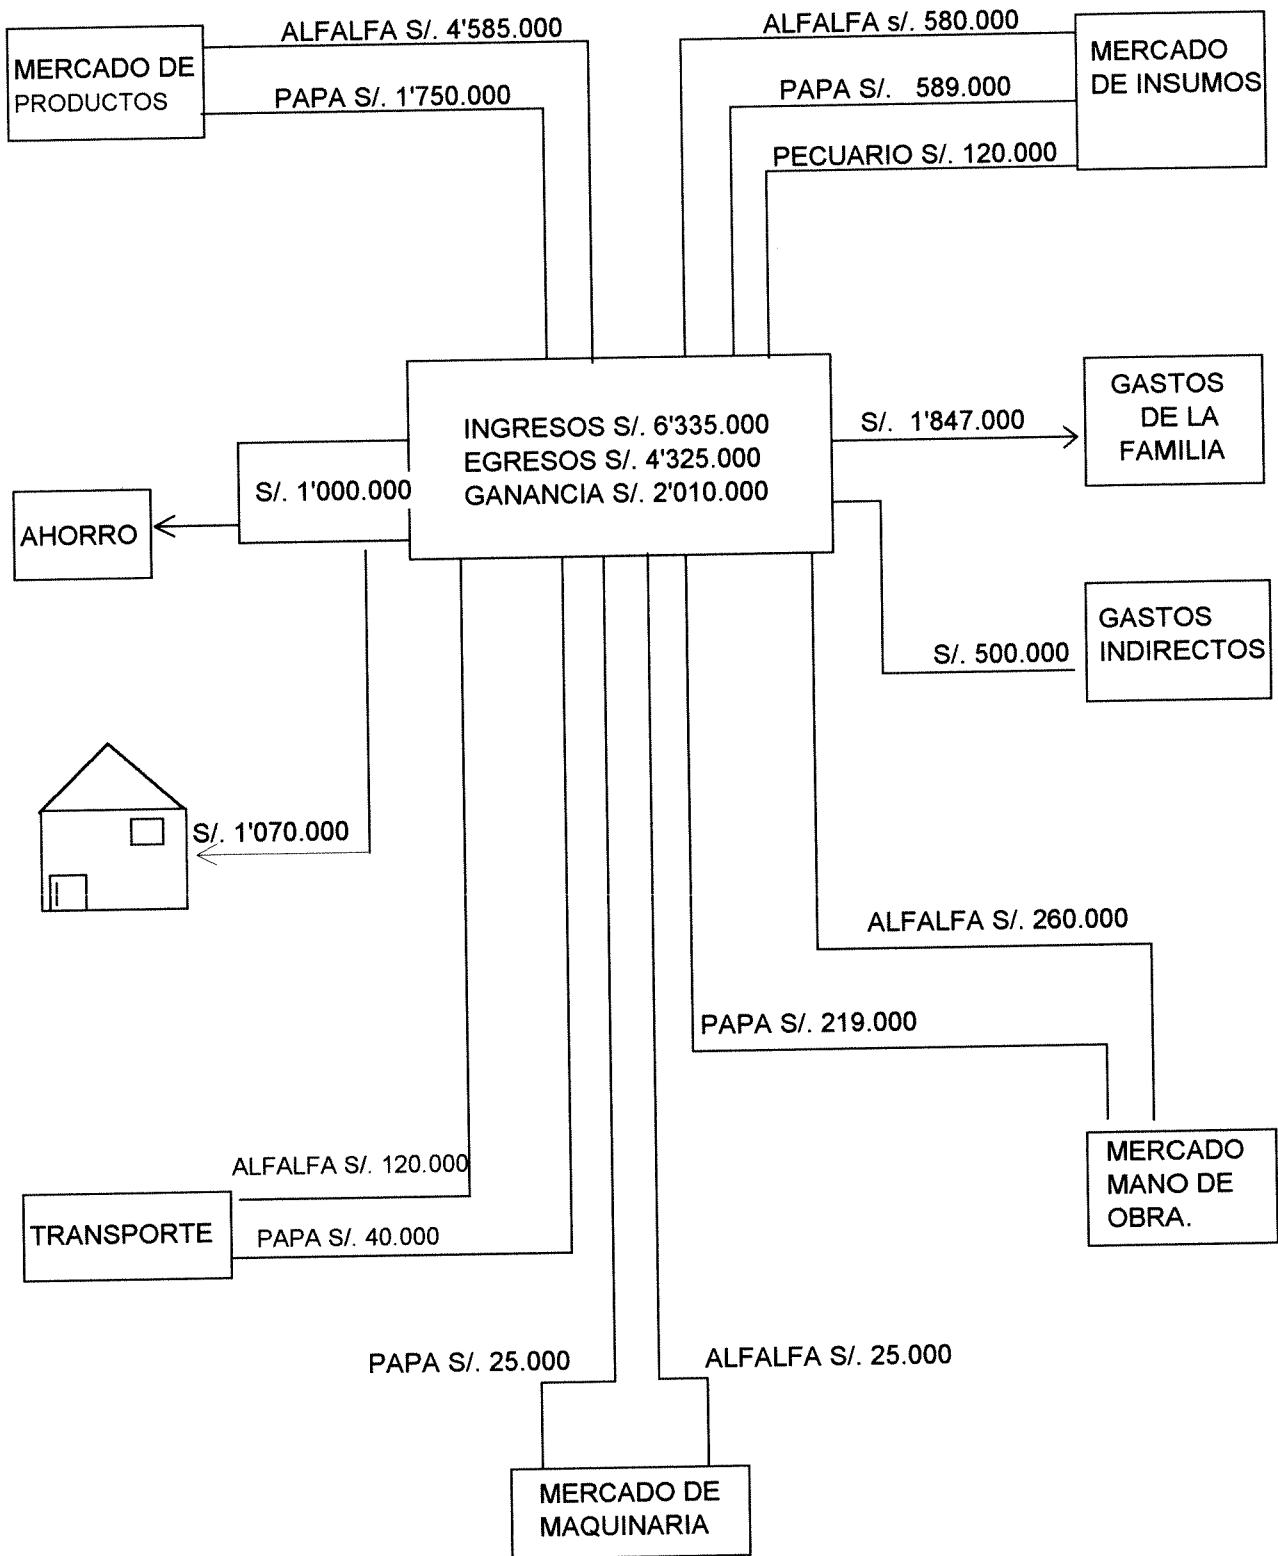 ALFALFA S/. 4'585.000
ALFALFA s/. 580.000
MERCADO DE
PRODUCTOS
MERCADO
DE INSUMOS
PAPA S/. 1'750.000
PAPA S/. 589.000
PECUARIO S/. 120.000
INGRESOS S/. 6'335.000
EGRESOS S/. 4'325.000
GANANCIA S/. 2'010.000
S/. 1'847.000
GASTOS
DE LA
FAMILIA
S/. 1'000.000
AHORRO
GASTOS
INDIRECTOS
S/. 500.000
S/. 1'070.000
ALFALFA S/. 260.000
PAPA S/. 219.000
MERCADO
MANO DE
OBRA.
ALFALFA S/. 120.000
TRANSPORTE
PAPA S/. 40.000
PAPA S/. 25.000
ALFALFA S/. 25.000
MERCADO DE
MAQUINARIA